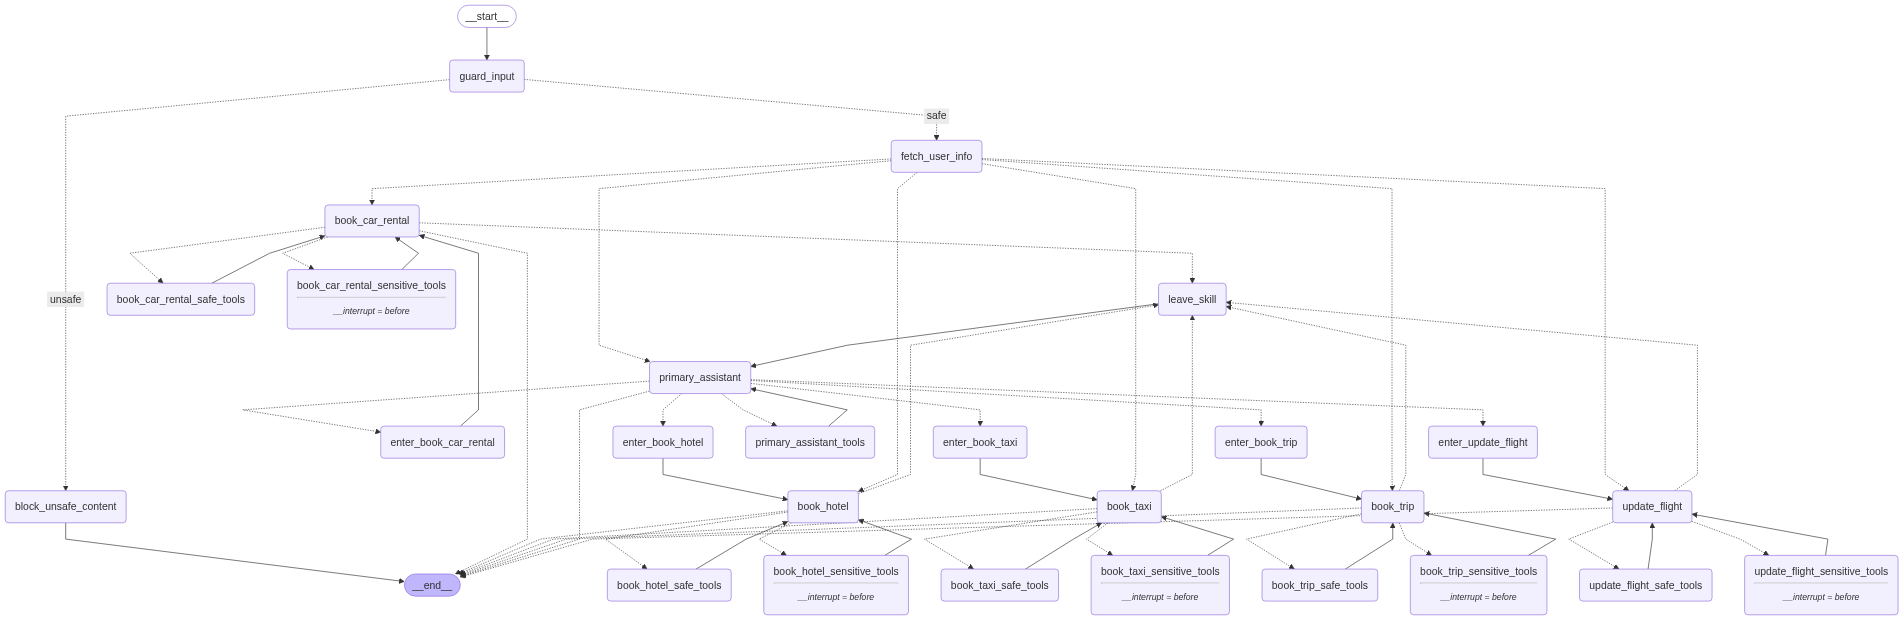 __start__
guard_input
safe
fetch_user_info
book_car_rental
unsafe
book_car_rental_safe_tools
book_car_rental_sensitive_tools
__interrupt = before
leave_skill
primary_assistant
enter_book_car_rental
enter_book_hotel
primary_assistant_tools
enter_book_taxi
enter_book_trip
enter_update_flight
block_unsafe_content
book_hotel
book_taxi
book_trip
update_flight
__end__
book_hotel_safe_tools
book_hotel_sensitive_tools
__interrupt = before
book_taxi_safe_tools
book_taxi_sensitive_tools
__interrupt = before
book_trip_safe_tools
book_trip_sensitive_tools
__interrupt = before
update_flight_safe_tools
update_flight_sensitive_tools
__interrupt = before